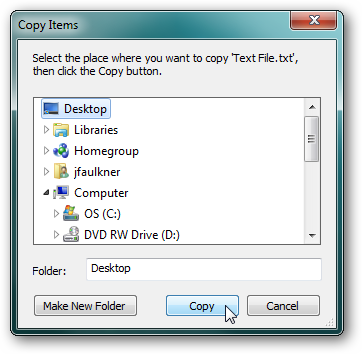 Copy Items
Select the place where you want to copy 'Text File.txt',
then click the Copy button.
Desktop
Libraries
Homegroup
jfaulkner
Computer
OS (C:)
DVD RW Drive (D:)
Folder: Desktop
Make New Folder Copy Cancel